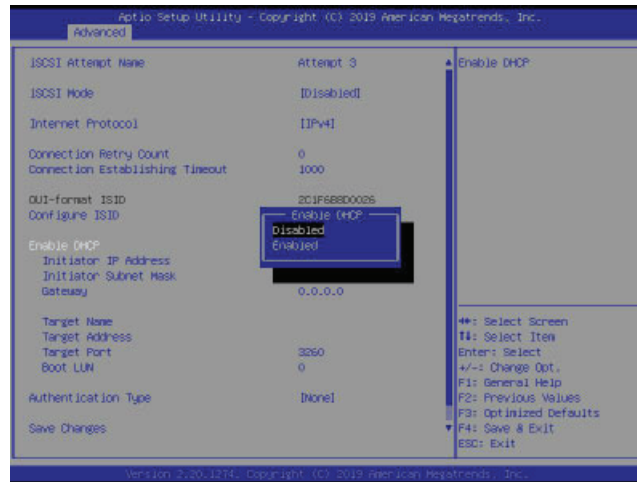 Aptio Setup Utility - Copyright (C) 2019 American Megatrends, Inc.
Advanced
iSCSI Attempt Name Attempt 3
iSCSI Mode [Disabled]
Internet Protocol [IPv4]
Connection Retry Count 0
Connection Establishing Timeout 1000
OUI-format ISID 2C1F6B8D0026
Configure ISID
Enable DHCP
Initiator IP Address
Initiator Subnet Mask
Gateway 0.0.0.0
Target Name
Target Address
Target Port 3260
Boot LUN 0
Authentication Type [None]
Save Changes
Enable DHCP
Disabled
Enabled
Enable DHCP
: Select Screen
↑↓: Select Item
Enter: Select
+/-: Change Opt.
F1: General Help
F2: Previous Values
F3: Optimized Defaults
F4: Save & Exit
ESC: Exit
Version 2.20.1274. Copyright (C) 2019 American Megatrends, Inc.